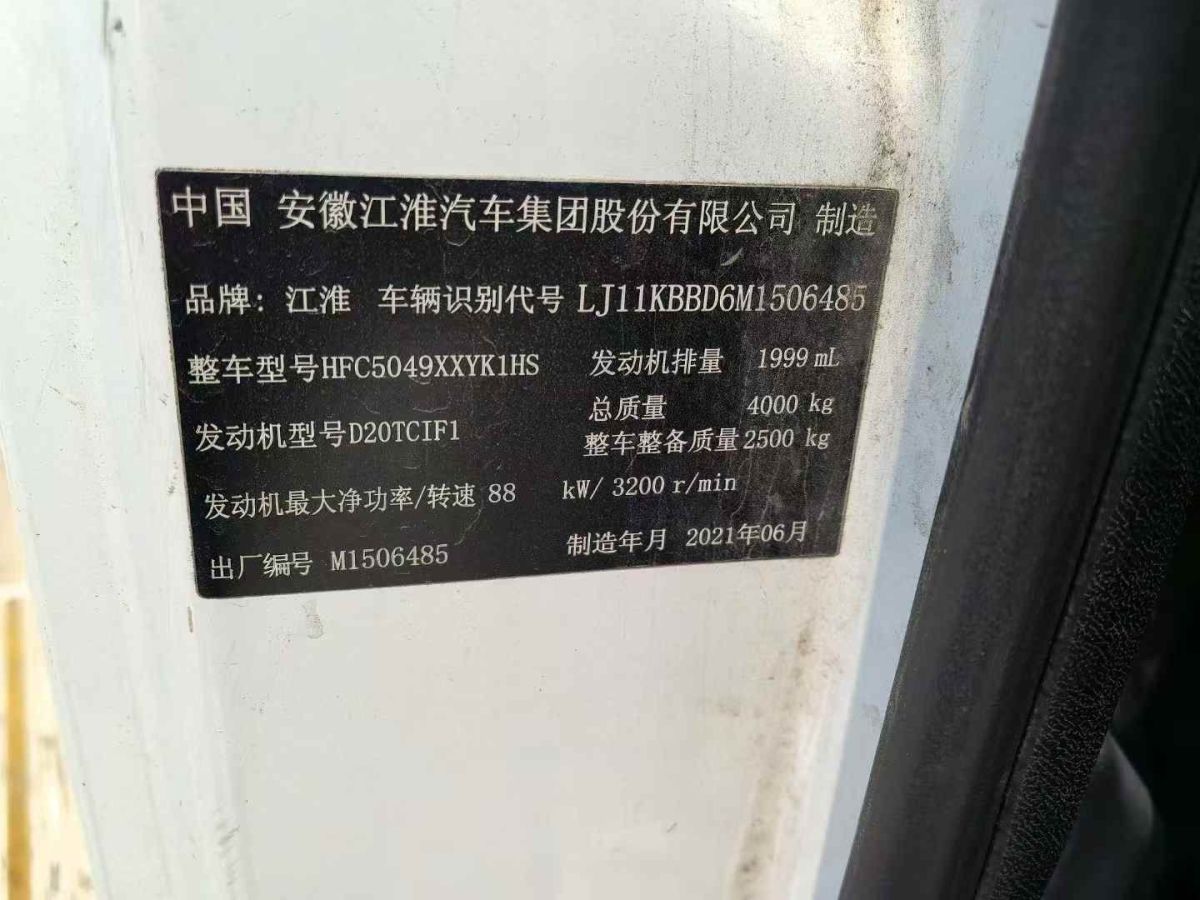 中国 安徽江淮汽车集团股份有限公司 制造
品牌: 江淮 车辆识别代号 LJ11KBBD6M1506485
整车型号HFC5049XXYK1HS 发动机排量 1999 mL
总质量 4000 kg
发动机型号D20TCIF1 整车整备质量2500 kg
发动机最大净功率/转速 88 kW/ 3200 r/min
出厂编号 M1506485 制造年月 2021年06月